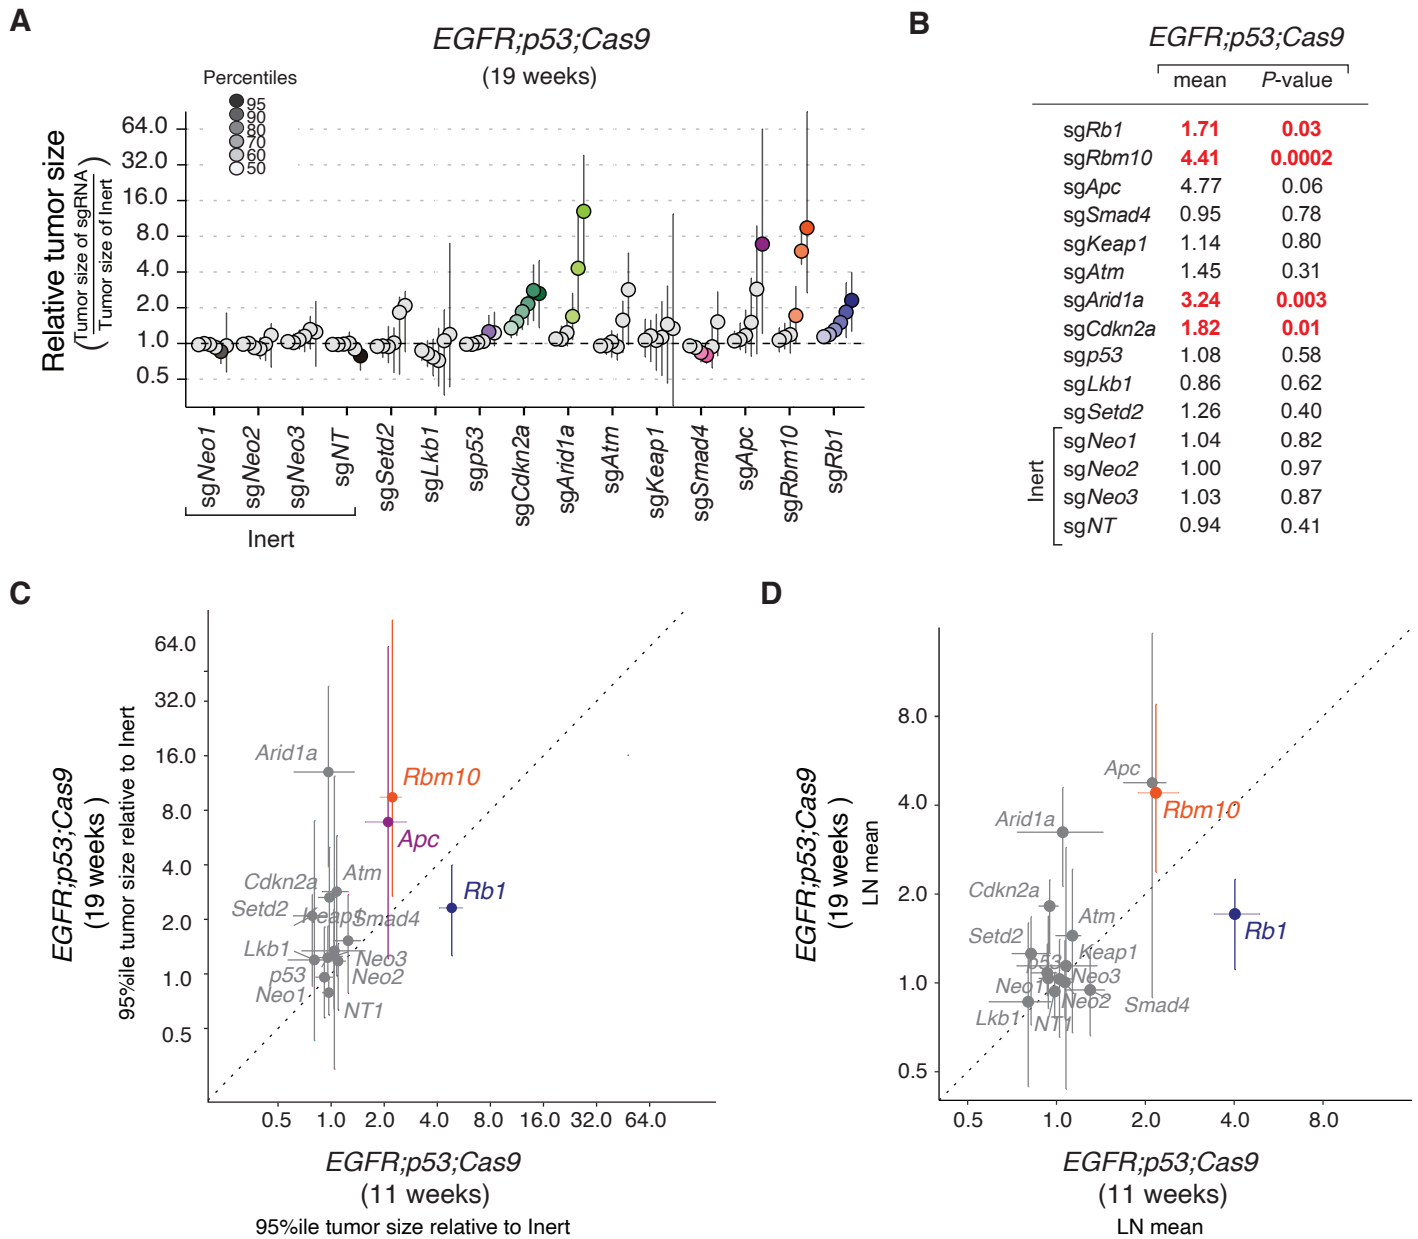 A
EGFR;p53;Cas9
(19 weeks)
Percentiles
95
90
80
70
60
50
Relative tumor size
(Tumor size of sgRNA
Tumor size of Inert)
64.0
32.0
16.0
8.0
4.0
2.0
1.0
0.5
sgNeo1
sgNeo2
sgNeo3
sgNT
sgSetd2
sgLkb1
sgp53
sgCdkn2a
sgArid1a
sgAtm
sgKeap1
sgSmad4
sgApc
sgRbm10
sgRb1
Inert
B
EGFR;p53;Cas9
mean P-value
sgRb1 1.71 0.03
sgRbm10 4.41 0.0002
sgApc 4.77 0.06
sgSmad4 0.95 0.78
sgKeap1 1.14 0.80
sgAtm 1.45 0.31
sgArid1a 3.24 0.003
sgCdkn2a 1.82 0.01
sgp53 1.08 0.58
sgLkb1 0.86 0.62
sgSetd2 1.26 0.40
sgNeo1 1.04 0.82
sgNeo2 1.00 0.97
sgNeo3 1.03 0.87
sgNT 0.94 0.41
Inert
C
EGFR;p53;Cas9
(19 weeks)
95%ile tumor size relative to Inert
64.0
32.0
16.0
8.0
4.0
2.0
1.0
0.5
Arid1a
Rbm10
Apc
Atm
Cdkn2a
Rb1
Setd2
Keap1
Smad4
Lkb1
Neo3
p53
Neo2
Neo1
NT1
0.5 1.0 2.0 4.0 8.0 16.0 32.0 64.0
EGFR;p53;Cas9
(11 weeks)
95%ile tumor size relative to Inert
D
EGFR;p53;Cas9
(19 weeks)
LN mean
8.0
4.0
2.0
1.0
0.5
Apc
Rbm10
Arid1a
Cdkn2a
Atm
Rb1
Setd2
Keap1
p53
Neo3
Neo1
Neo2
Smad4
Lkb1
NT1
0.5 1.0 2.0 4.0 8.0
EGFR;p53;Cas9
(11 weeks)
LN mean